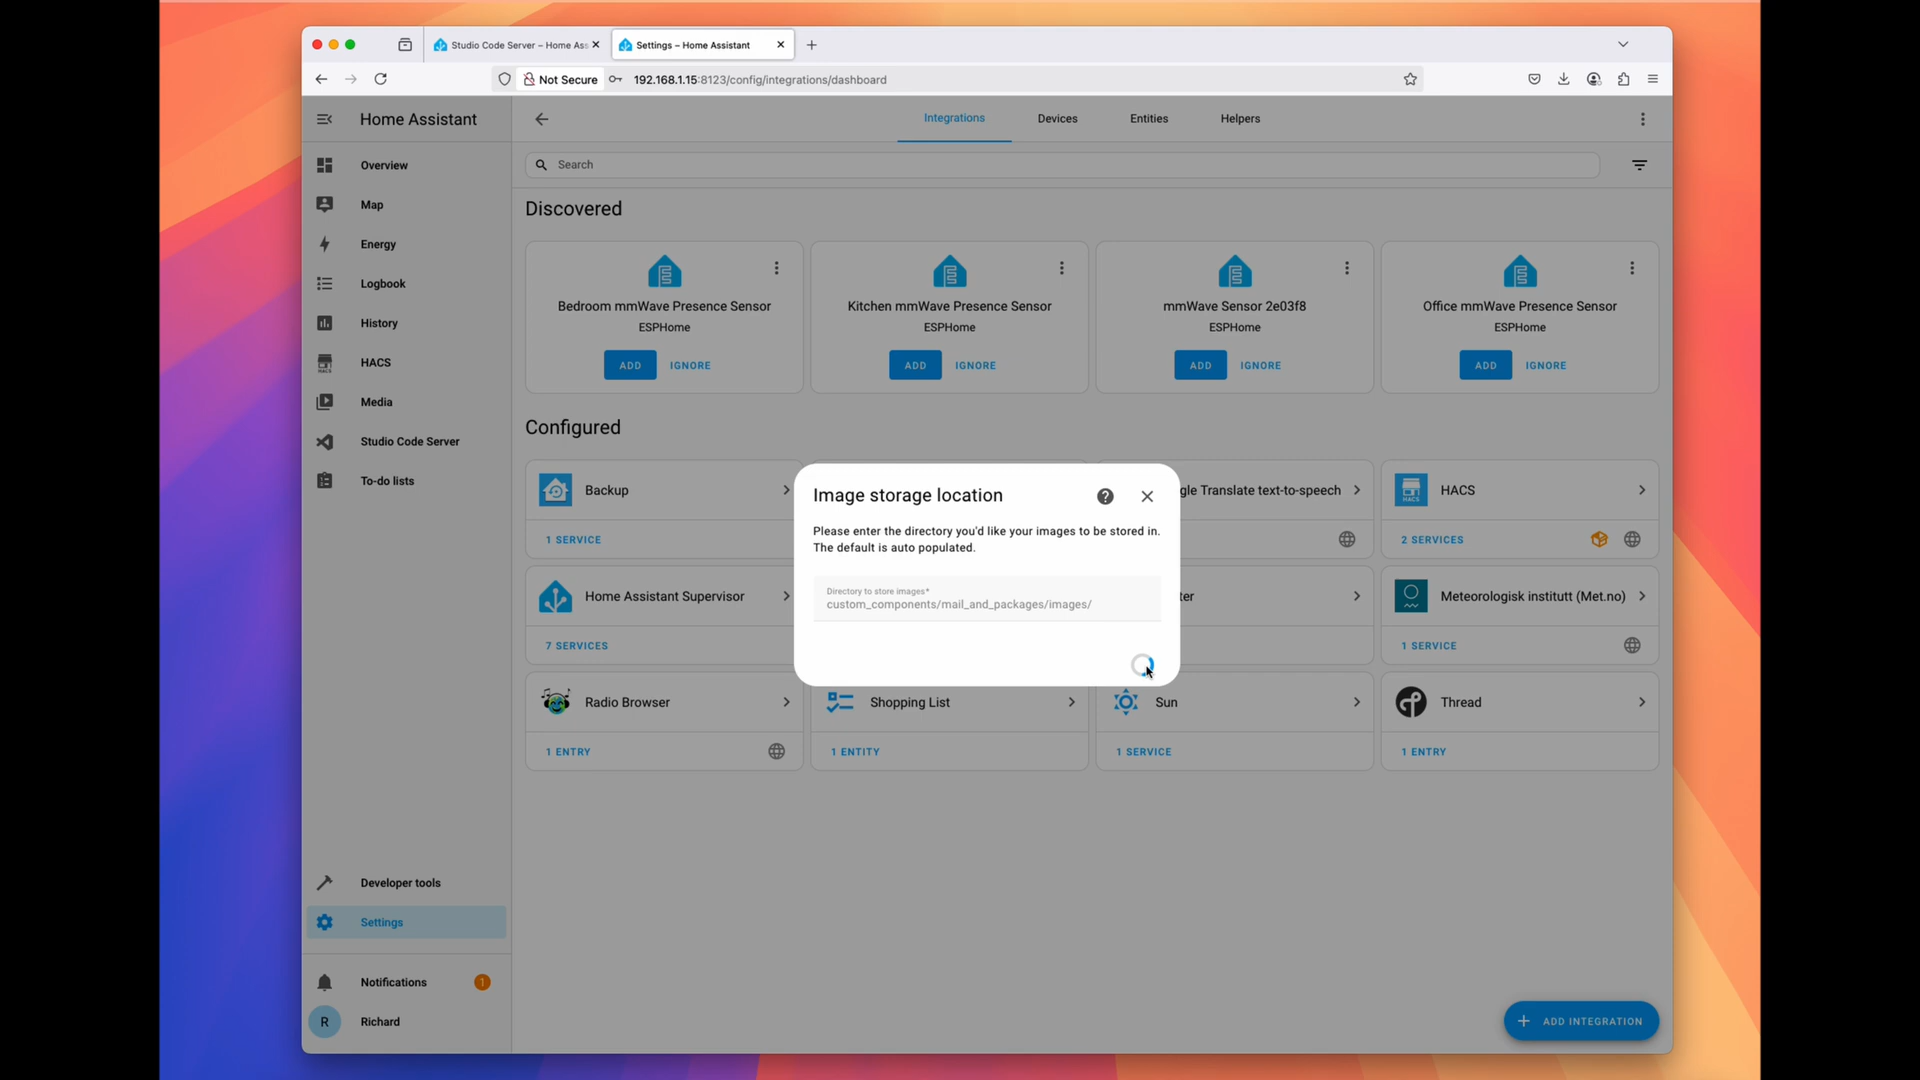 Studio Code Server – Home Ass
Settings – Home Assistant
Not Secure
192.168.1.15:8123/config/integrations/dashboard
Home Assistant
Integrations
Devices
Entities
Helpers
Search
Overview
Map
Energy
Logbook
History
HACS
Media
Studio Code Server
To-do lists
Developer tools
Settings
Notifications
1
R
Richard
Discovered
Bedroom mmWave Presence Sensor
ESPHome
ADD
IGNORE
Kitchen mmWave Presence Sensor
ESPHome
ADD
IGNORE
mmWave Sensor 2e03f8
ESPHome
ADD
IGNORE
Office mmWave Presence Sensor
ESPHome
ADD
IGNORE
Configured
Backup
1 SERVICE
gle Translate text-to-speech
HACS
HACS
2 SERVICES
Home Assistant Supervisor
7 SERVICES
ter
Meteorologisk institutt (Met.no)
1 SERVICE
Radio Browser
1 ENTRY
Shopping List
1 ENTITY
Sun
1 SERVICE
Thread
1 ENTRY
Image storage location
Please enter the directory you'd like your images to be stored in.
The default is auto populated.
Directory to store images*
custom_components/mail_and_packages/images/
ADD INTEGRATION